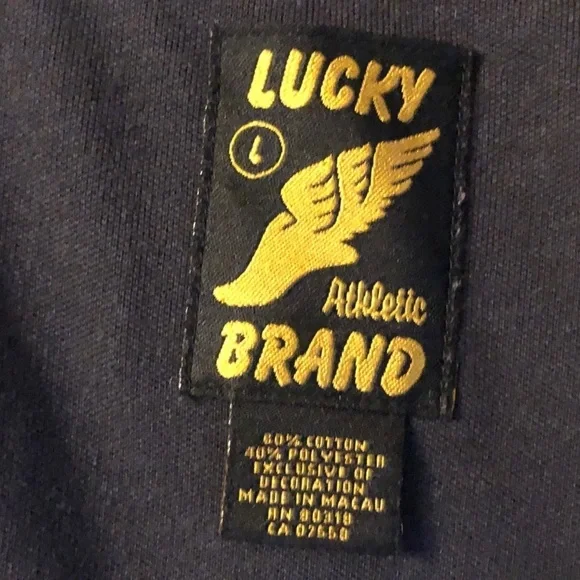 LUCKY
L
Athletic
BRAND
60% COTTON
40% POLYESTER
EXCLUSIVE OF
DECORATION
MADE IN MACAU
RN 80318
CA 07550